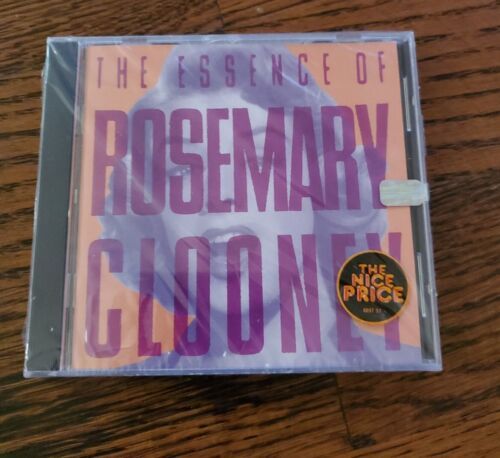 THE ESSENCE OF
ROSEMARY
CLOONEY
THE
NICE
PRICE